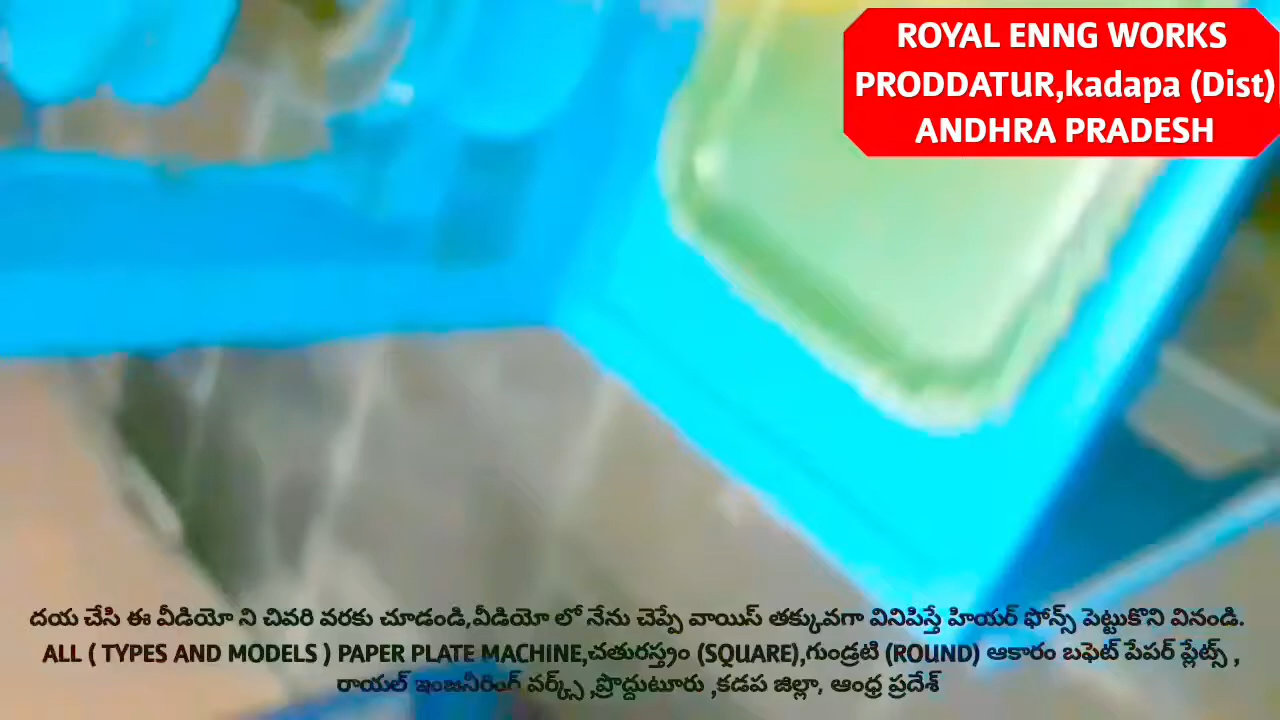 ROYAL ENNG WORKS
PRODDATUR,kadapa (Dist)
ANDHRA PRADESH
దయ చేసి ఈ వీడియో ని చివరి వరకు చూడండి,వీడియో లో నేను చెప్పే వాయిస్ తక్కువగా వినిపిస్తే హియర్ ఫోన్స్ పెట్టుకొని వినండి.
ALL ( TYPES AND MODELS ) PAPER PLATE MACHINE,చతురస్త్రం (SQUARE),గుండ్రటి (ROUND) ఆకారం బఫెట్ పేపర్ ప్లేట్స్ ,
రాయల్ ఇంజనీరింగ్ వర్క్స్ ,ప్రొద్దుటూరు ,కడప జిల్లా, ఆంధ్ర ప్రదేశ్